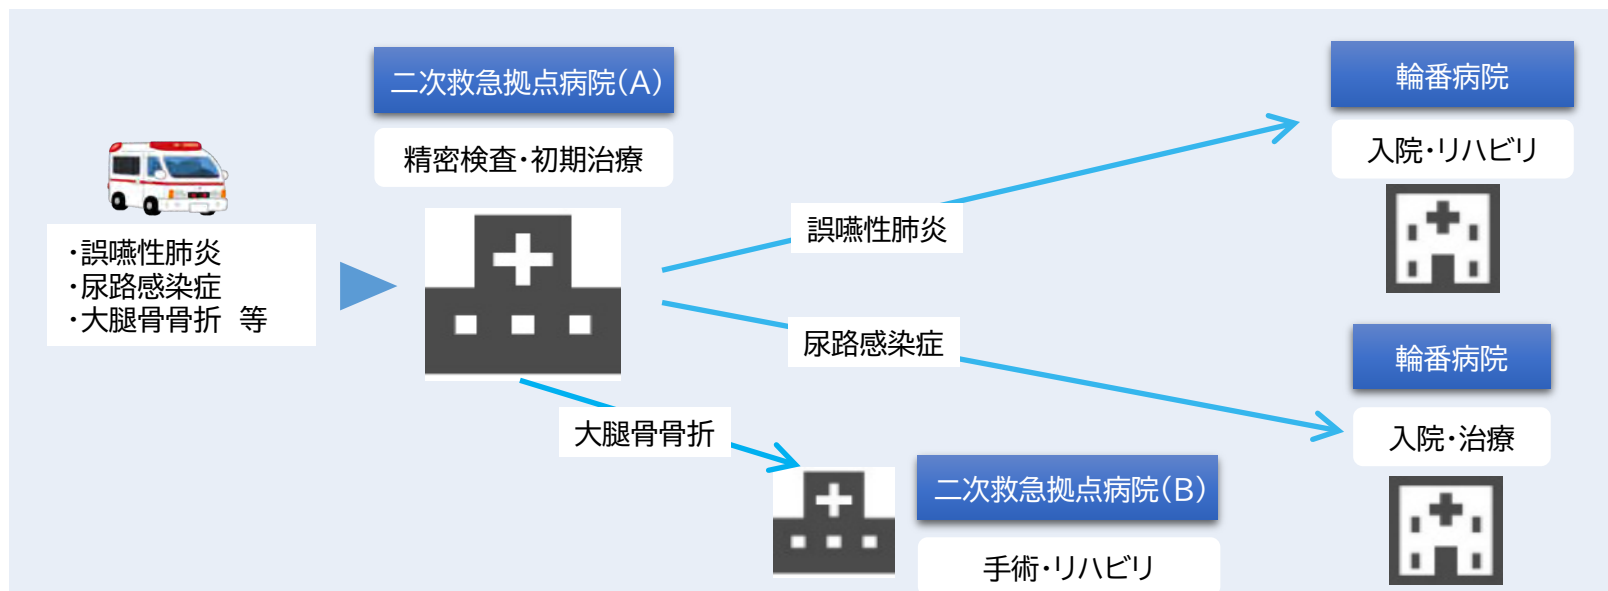 ・誤嚥性肺炎
・尿路感染症
・大腿骨骨折 等
二次救急拠点病院(A)
精密検査・初期治療
誤嚥性肺炎
尿路感染症
大腿骨骨折
輪番病院
入院・リハビリ
輪番病院
入院・治療
二次救急拠点病院(B)
手術・リハビリ